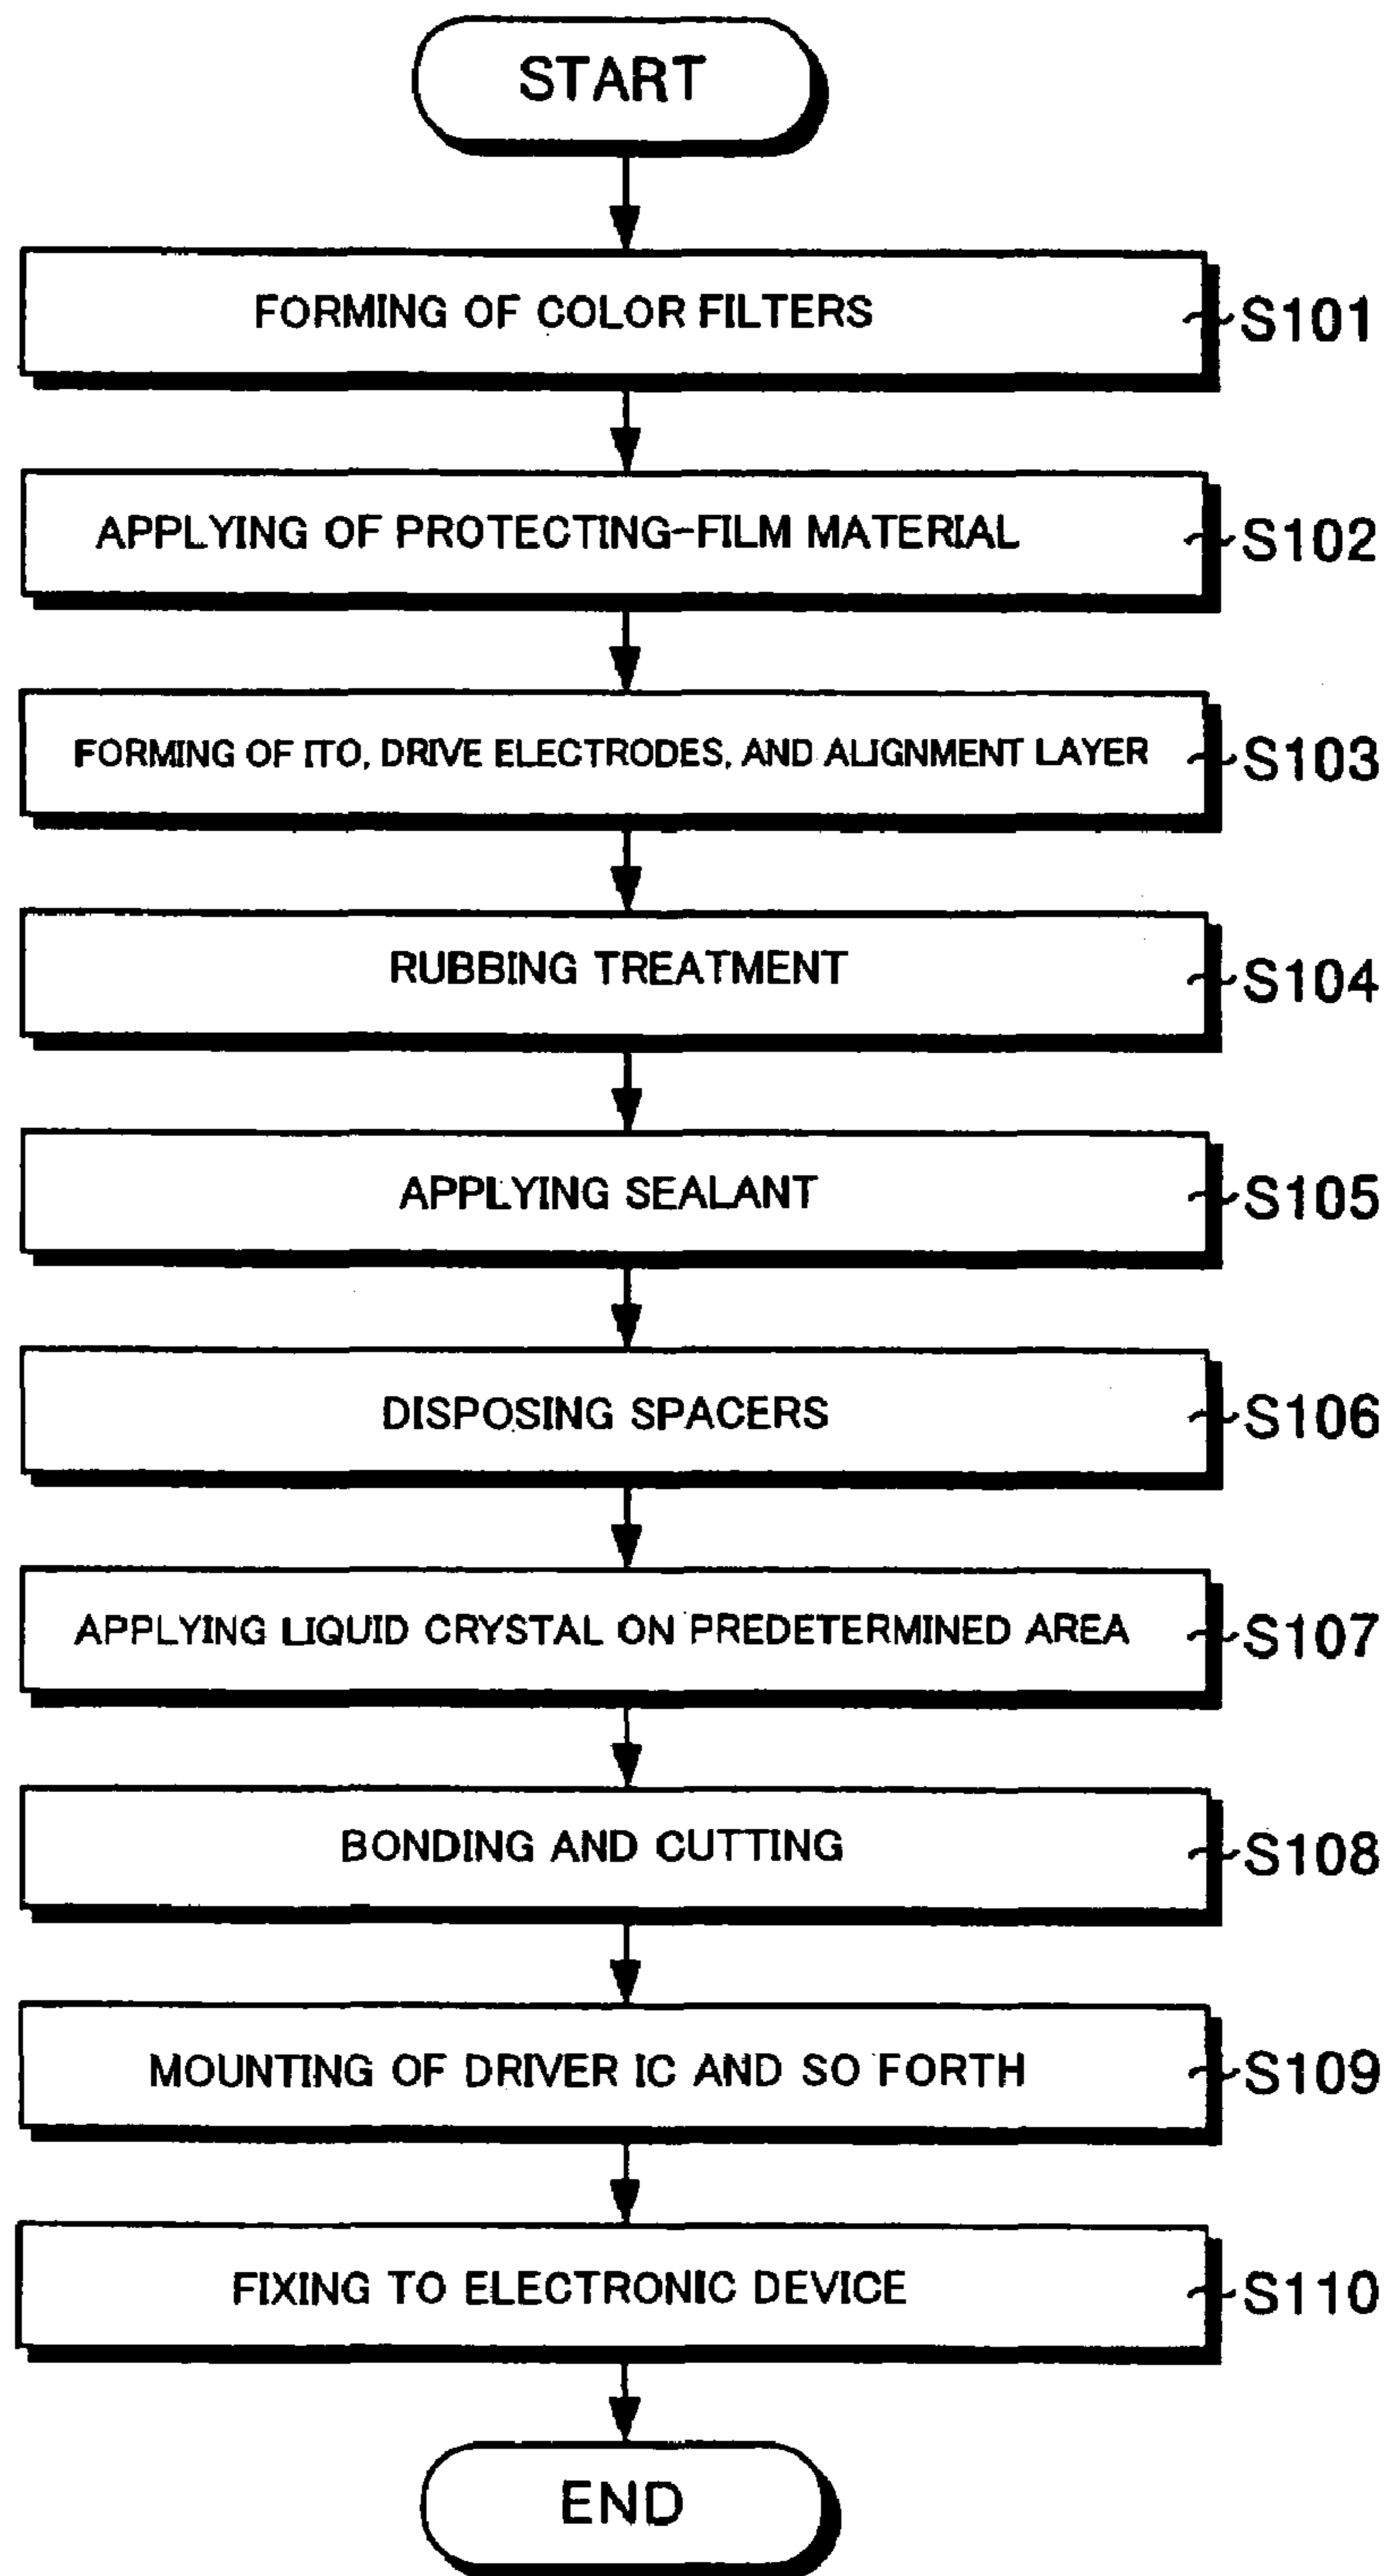 START
FORMING OF COLOR FILTERS
S101
APPLYING OF PROTECTING-FILM MATERIAL
S102
FORMING OF ITO, DRIVE ELECTRODES, AND ALIGNMENT LAYER
S103
RUBBING TREATMENT
S104
APPLYING SEALANT
S105
DISPOSING SPACERS
S106
APPLYING LIQUID CRYSTAL ON PREDETERMINED AREA
S107
BONDING AND CUTTING
S108
MOUNTING OF DRIVER IC AND SO FORTH
S109
FIXING TO ELECTRONIC DEVICE
S110
END